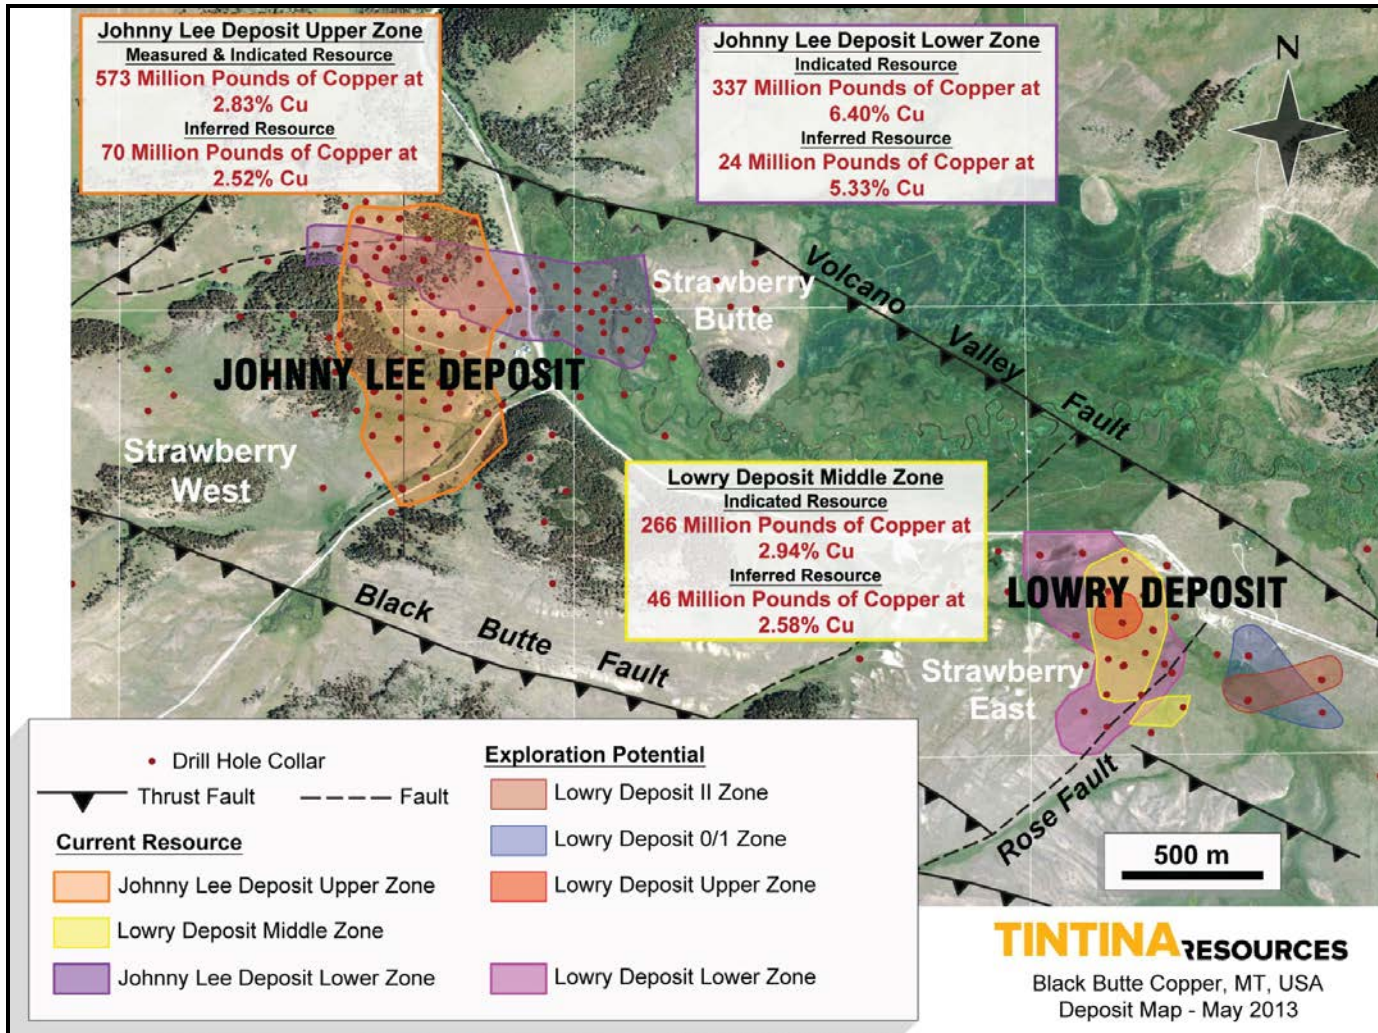 Johnny Lee Deposit Upper Zone
Measured & Indicated Resource
573 Million Pounds of Copper at
2.83% Cu
Inferred Resource
70 Million Pounds of Copper at
2.52% Cu
Johnny Lee Deposit Lower Zone
Indicated Resource
337 Million Pounds of Copper at
6.40% Cu
Inferred Resource
24 Million Pounds of Copper at
5.33% Cu
N
Strawberry
Butte
Volcano Valley Fault
JOHNNY LEE DEPOSIT
Strawberry
West
Lowry Deposit Middle Zone
Indicated Resource
266 Million Pounds of Copper at
2.94% Cu
Inferred Resource
46 Million Pounds of Copper at
2.58% Cu
LOWRY DEPOSIT
Black Butte Fault
Strawberry
East
Rose Fault
Drill Hole Collar
Thrust Fault
Fault
Current Resource
Johnny Lee Deposit Upper Zone
Lowry Deposit Middle Zone
Johnny Lee Deposit Lower Zone
Exploration Potential
Lowry Deposit II Zone
Lowry Deposit 0/1 Zone
Lowry Deposit Upper Zone
Lowry Deposit Lower Zone
500 m
TINTINA RESOURCES
Black Butte Copper, MT, USA
Deposit Map - May 2013